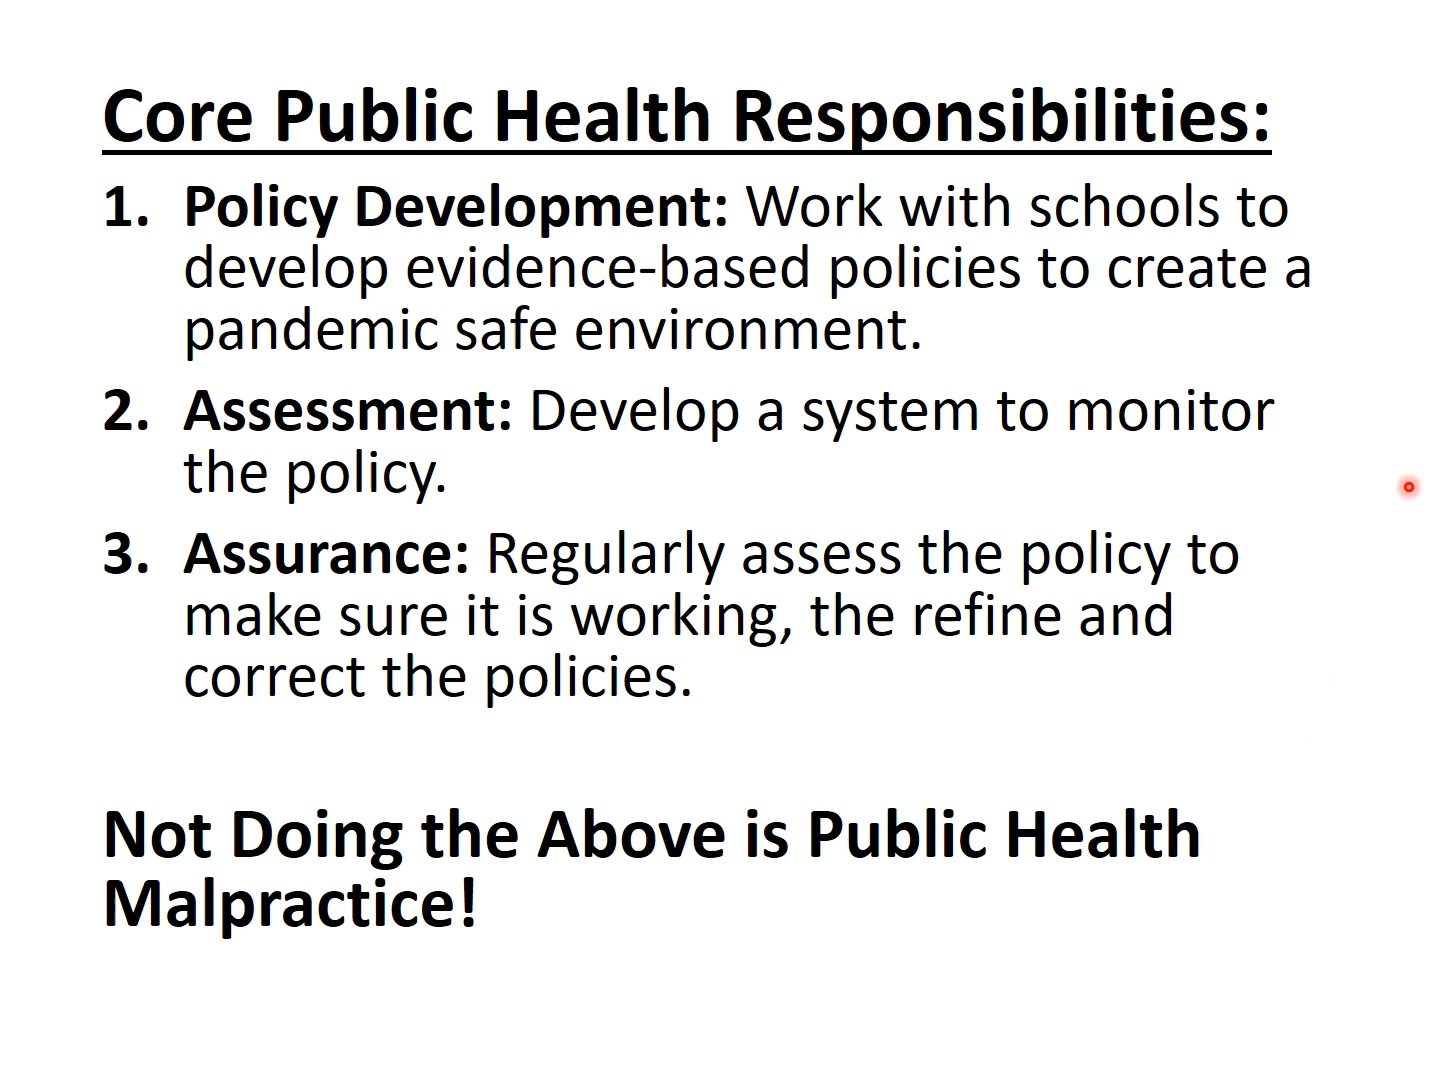 Core Public Health Responsibilities:
1. Policy Development: Work with schools to
develop evidence-based policies to create a
pandemic safe environment.
2. Assessment: Develop a system to monitor
the policy.
3. Assurance: Regularly assess the policy to
make sure it is working, the refine and
correct the policies.
Not Doing the Above is Public Health
Malpractice!